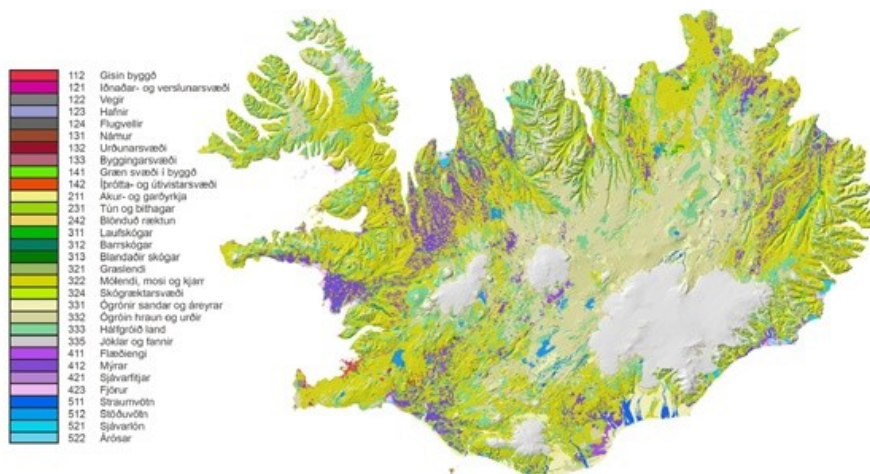 112 Gisin byggð
121 Iðnaðar- og verslunarsvæði
122 Vegir
123 Hafnir
124 Flugvellir
131 Námur
132 Urðunarsvæði
133 Byggingarsvæði
141 Græn svæði í byggð
142 Íþrótta- og útivistarsvæði
211 Akur- og garðyrkja
231 Tún og bithagar
242 Blönduð ræktun
311 Laufskógar
312 Barrskógar
313 Blandaðir skógar
321 Graslendi
322 Mólendi, mosi og kjarr
324 Skógræktarsvæði
331 Ógrónir sandar og áreyrar
332 Ógróin hraun og urðir
333 Hálfgróið land
335 Jöklar og fannir
411 Flæðiengi
412 Mýrar
421 Sjávarfitjar
423 Fjörur
511 Straumvötn
512 Stöðuvötn
521 Sjávarlón
522 Árósar